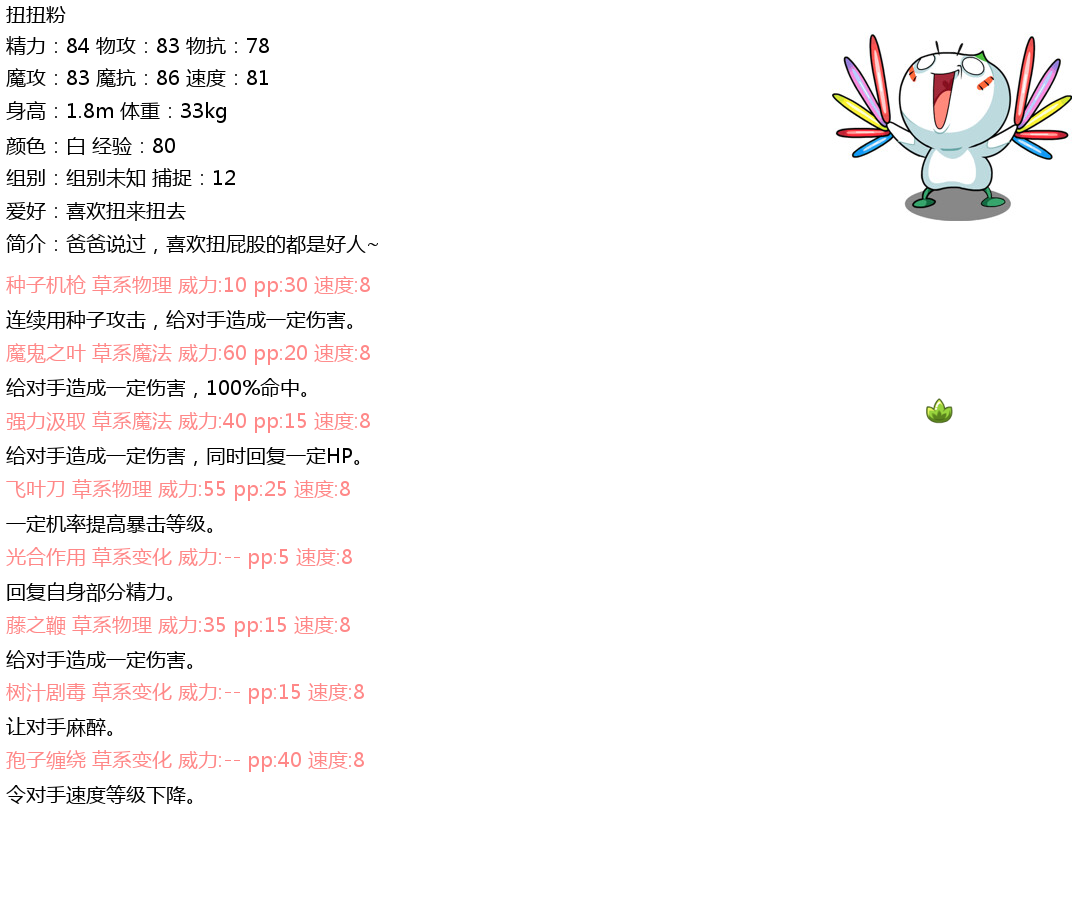 扭扭粉
精力：84 物攻：83 物抗：78
魔攻：83 魔抗：86 速度：81
身高：1.8m 体重：33kg
颜色：白 经验：80
组别：组别未知 捕捉：12
爱好：喜欢扭来扭去
简介：爸爸说过，喜欢扭屁股的都是好人~
种子机枪 草系物理 威力:10 pp:30 速度:8
连续用种子攻击，给对手造成一定伤害。
魔鬼之叶 草系魔法 威力:60 pp:20 速度:8
给对手造成一定伤害，100%命中。
强力汲取 草系魔法 威力:40 pp:15 速度:8
给对手造成一定伤害，同时回复一定HP。
飞叶刀 草系物理 威力:55 pp:25 速度:8
一定机率提高暴击等级。
光合作用 草系变化 威力:-- pp:5 速度:8
回复自身部分精力。
藤之鞭 草系物理 威力:35 pp:15 速度:8
给对手造成一定伤害。
树汁剧毒 草系变化 威力:-- pp:15 速度:8
让对手麻醉。
孢子缠绕 草系变化 威力:-- pp:40 速度:8
令对手速度等级下降。